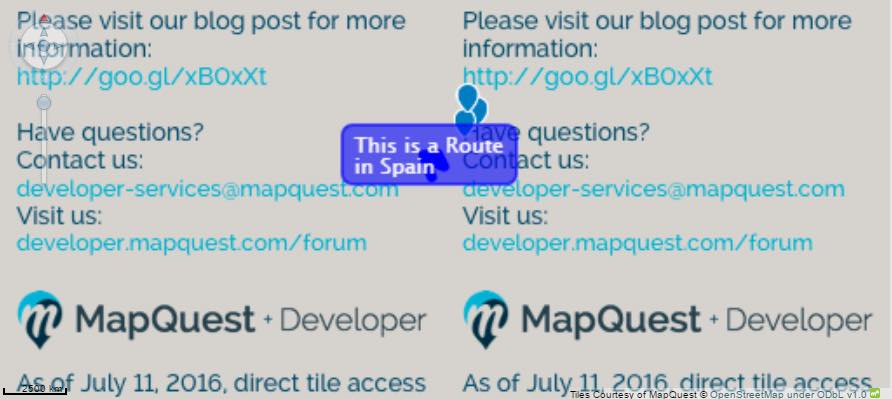 Please visit our blog post for more
information:
http://goo.gl/xBOxXt
Have questions?
Contact us:
developer-services@mapquest.com
Visit us:
developer.mapquest.com/forum
m MapQuest + Developer
As of July 11, 2016, direct tile access
Please visit our blog post for more
information:
http://goo.gl/xBOxXt
Have questions?
Contact us:
developer-services@mapquest.com
Visit us:
developer.mapquest.com/forum
m MapQuest + Developer
As of July 11, 2016, direct tile access
This is a Route
in Spain
2500 km
Tiles Courtesy of MapQuest © OpenStreetMap under ODbL v1.0